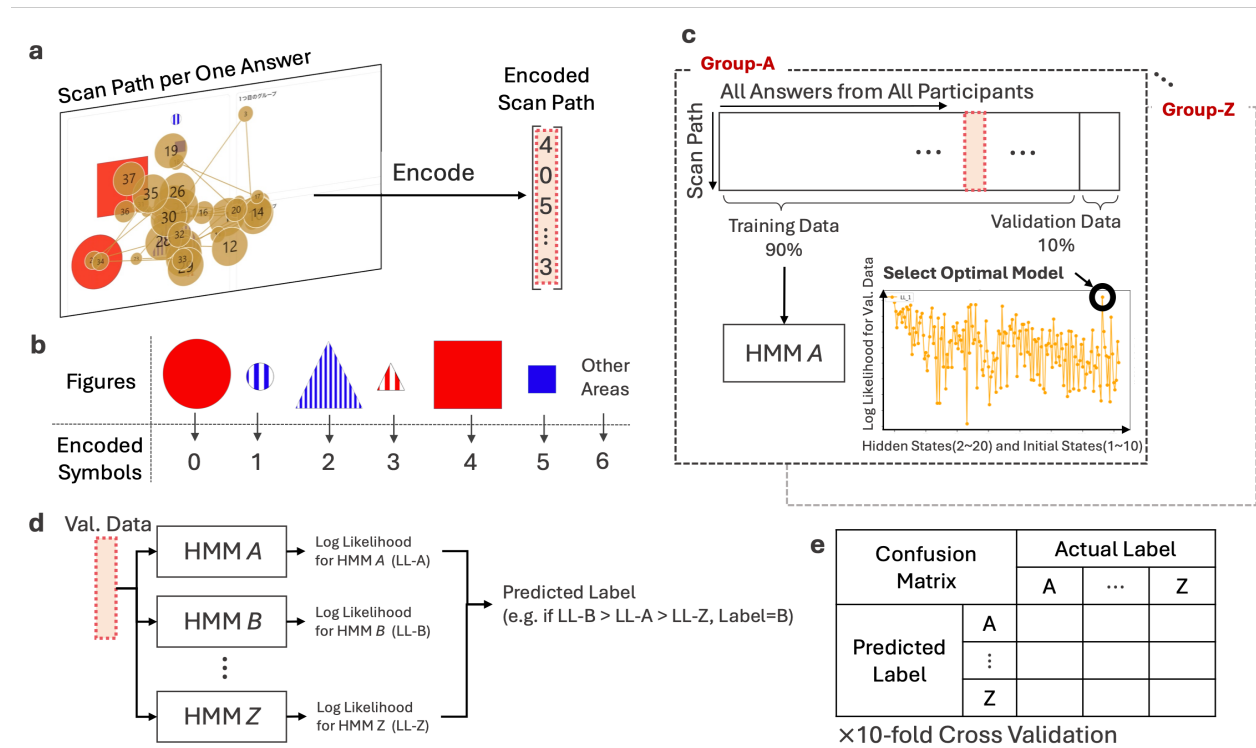 a
Scan Path per One Answer
1つ目のグループ
3
19
37
35
26
36
30
16
20
14
32
28
12
33
29
34
Encode
Encoded
Scan Path
4
0
5
⋮
3
b
Figures
Other
Areas
Encoded
Symbols
0 1 2 3 4 5 6
c
Group-A
Group-Z
All Answers from All Participants
Scan Path
... ...
Training Data
90%
Validation Data
10%
HMM A
Select Optimal Model
LL_1
Log Likelihood for Val. Data
Hidden States(2~20) and Initial States(1~10)
d
Val. Data
HMM A
Log Likelihood
for HMM A (LL-A)
HMM B
Log Likelihood
for HMM B (LL-B)
⋮
HMM Z
Log Likelihood
for HMM Z (LL-Z)
Predicted Label
(e.g. if LL-B > LL-A > LL-Z, Label=B)
e
Confusion
Matrix
Actual Label
A ... Z
Predicted
Label
A
⋮
Z
×10-fold Cross Validation